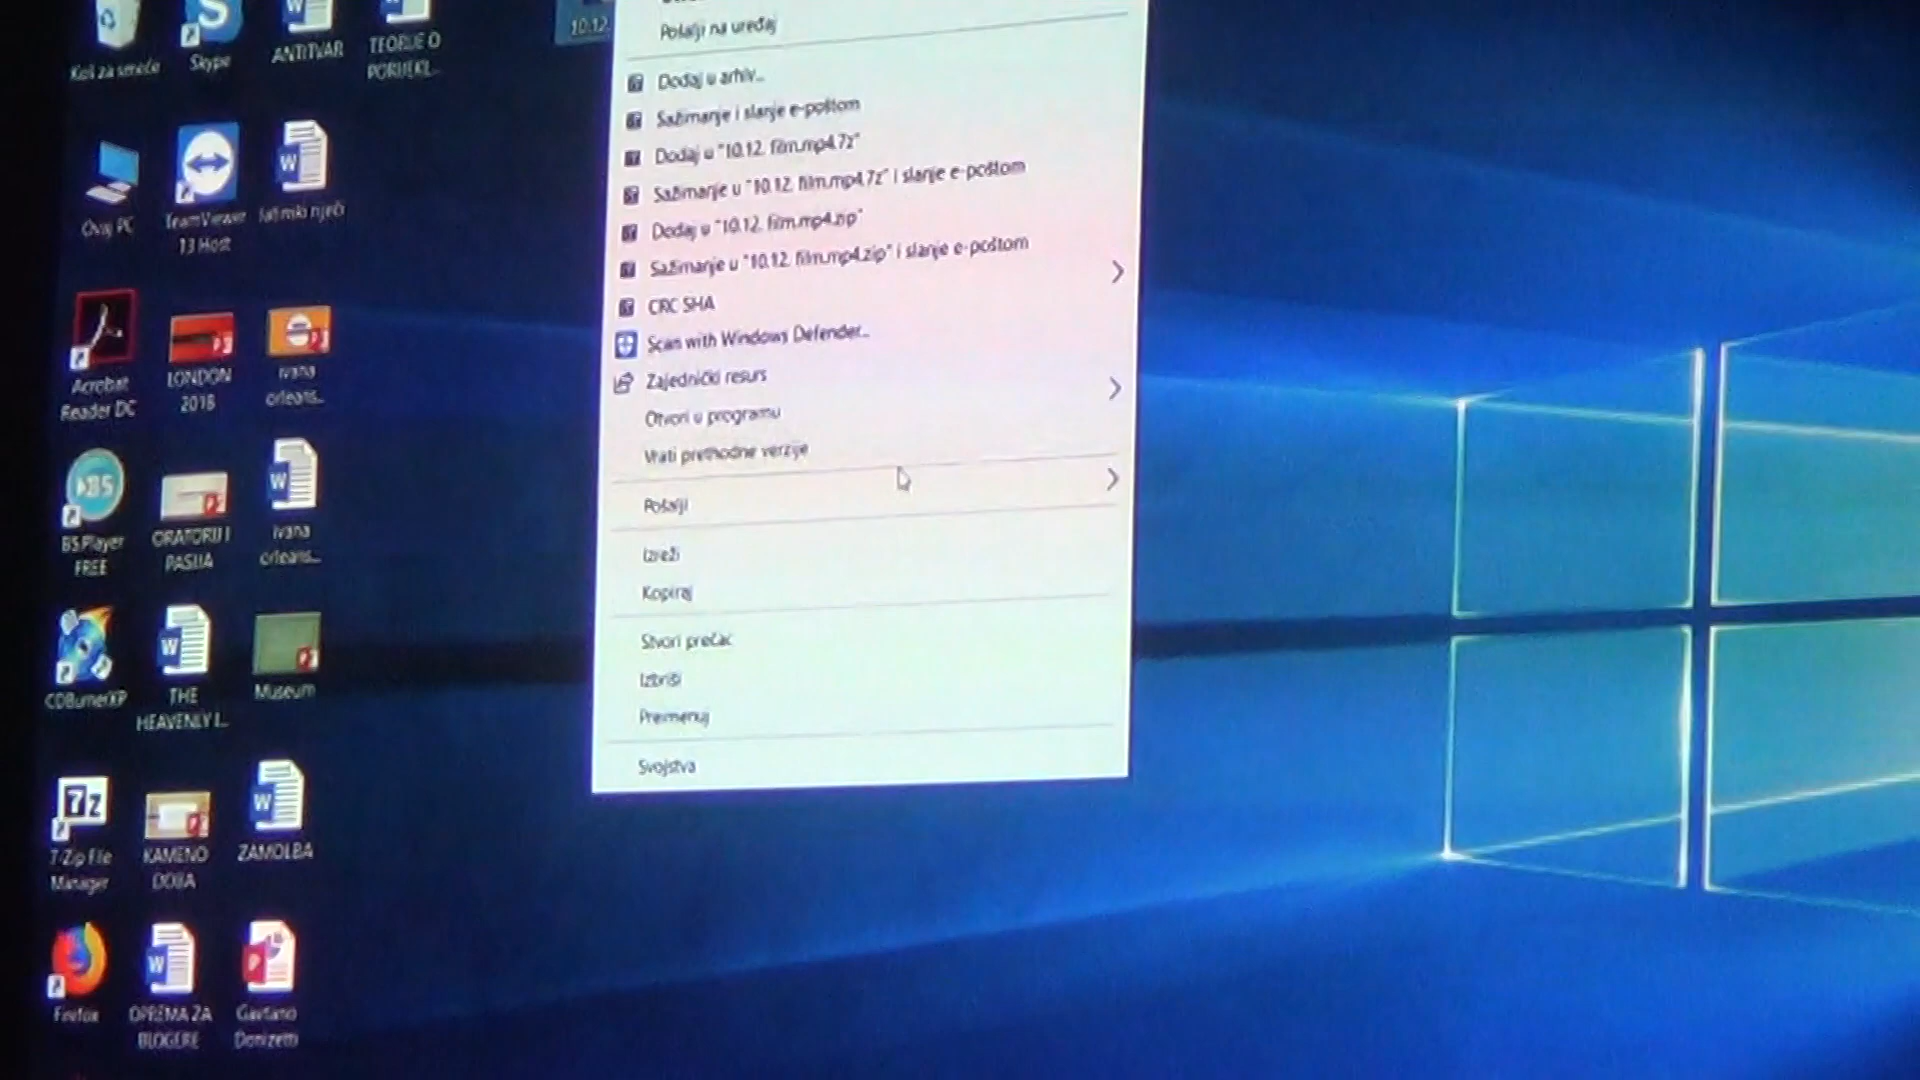 Koš za smeće
Skype
ANTITVAR
TEORIJE O
PORIJEKL...
10.12.
Ovaj PC
TeamViewer
13 Host
latinski rječi
Acrobat
Reader DC
LONDON
2018
ivana
orleans...
BS.Player
FREE
ORATORIJ I
PASIJA
ivana
orleans...
CDBurnerXP
THE
HEAVENLY I...
Museum
7-Zip File
Manager
KAMENO
DOBA
ZAMOLBA
Firefox
OPREMA ZA
BLOGERE
Gaetano
Donizetti
Pošalji na uređaj
Dodaj u arhiv...
Sažimanje i slanje e-poštom
Dodaj u "10.12. film.mp4.7z"
Sažimanje u "10.12. film.mp4.7z" i slanje e-poštom
Dodaj u "10.12. film.mp4.zip"
Sažimanje u "10.12. film.mp4.zip" i slanje e-poštom
CRC SHA
Scan with Windows Defender...
Zajednički resurs
Otvori u programu
Vrati prethodne verzije
Pošalji
Izreži
Kopiraj
Stvori prečac
Izbriši
Preimenuj
Svojstva